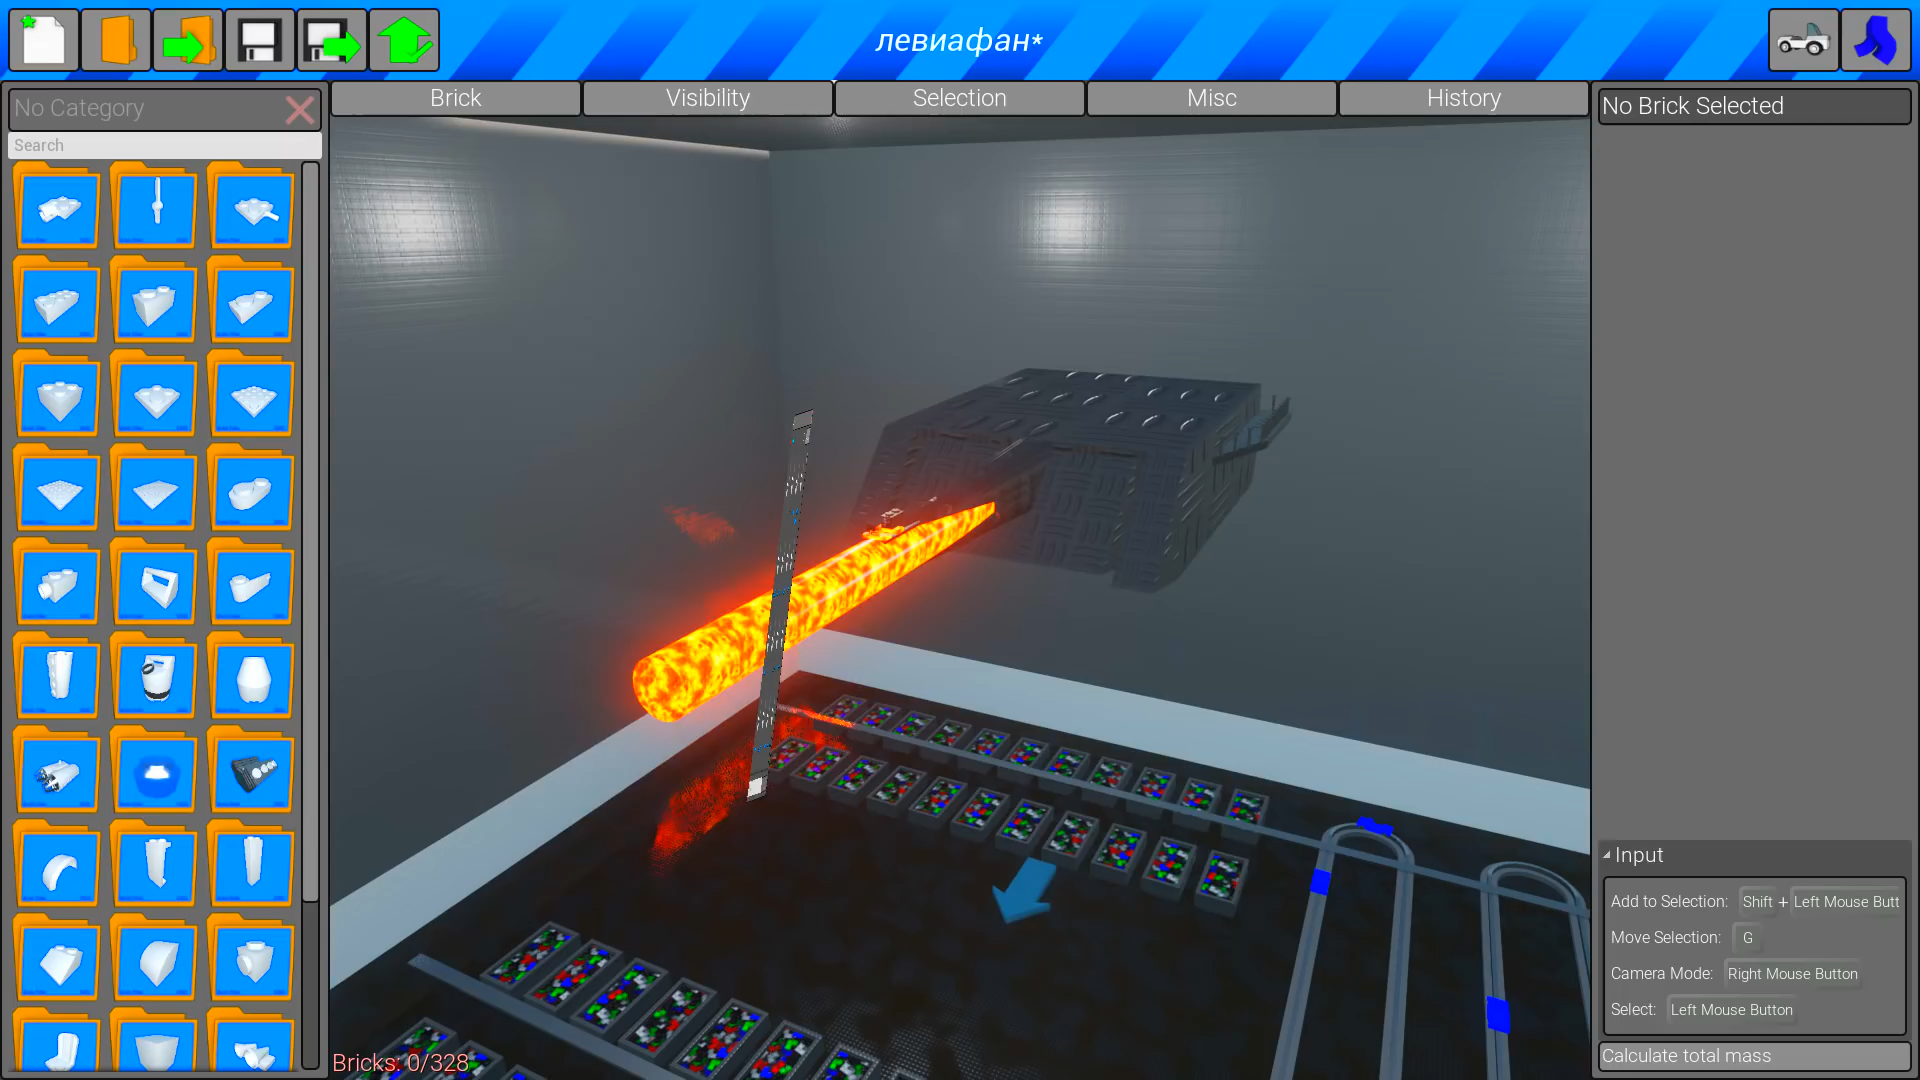 левиафан*
No Category
Search
Brick
Visibility
Selection
Misc
History
No Brick Selected
Input
Add to Selection: Shift + Left Mouse Butt
Move Selection: G
Camera Mode: Right Mouse Button
Select: Left Mouse Button
Calculate total mass
Bricks: 0/328